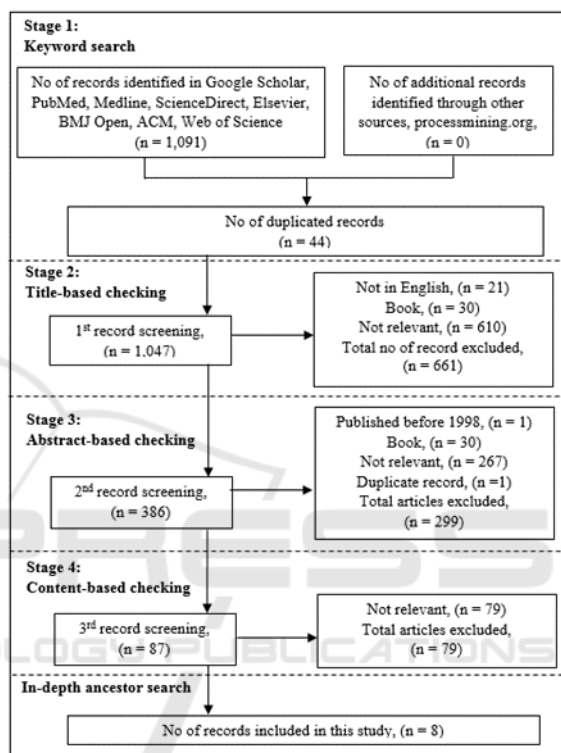 Stage 1:
Keyword search
No of records identified in Google Scholar,
PubMed, Medline, ScienceDirect, Elsevier,
BMJ Open, ACM, Web of Science
(n = 1,091)
No of additional records
identified through other
sources, processmining.org,
(n = 0)
No of duplicated records
(n = 44)
Stage 2:
Title-based checking
1st record screening,
(n = 1,047)
Not in English, (n = 21)
Book, (n = 30)
Not relevant, (n = 610)
Total no of record excluded,
(n = 661)
Stage 3:
Abstract-based checking
2nd record screening,
(n = 386)
Published before 1998, (n = 1)
Book, (n = 30)
Not relevant, (n = 267)
Duplicate record, (n =1)
Total articles excluded,
(n = 299)
Stage 4:
Content-based checking
3rd record screening,
(n = 87)
Not relevant, (n = 79)
Total articles excluded,
(n = 79)
In-depth ancestor search
No of records included in this study, (n = 8)
PRESS
OLOGY PUBLICATIONS